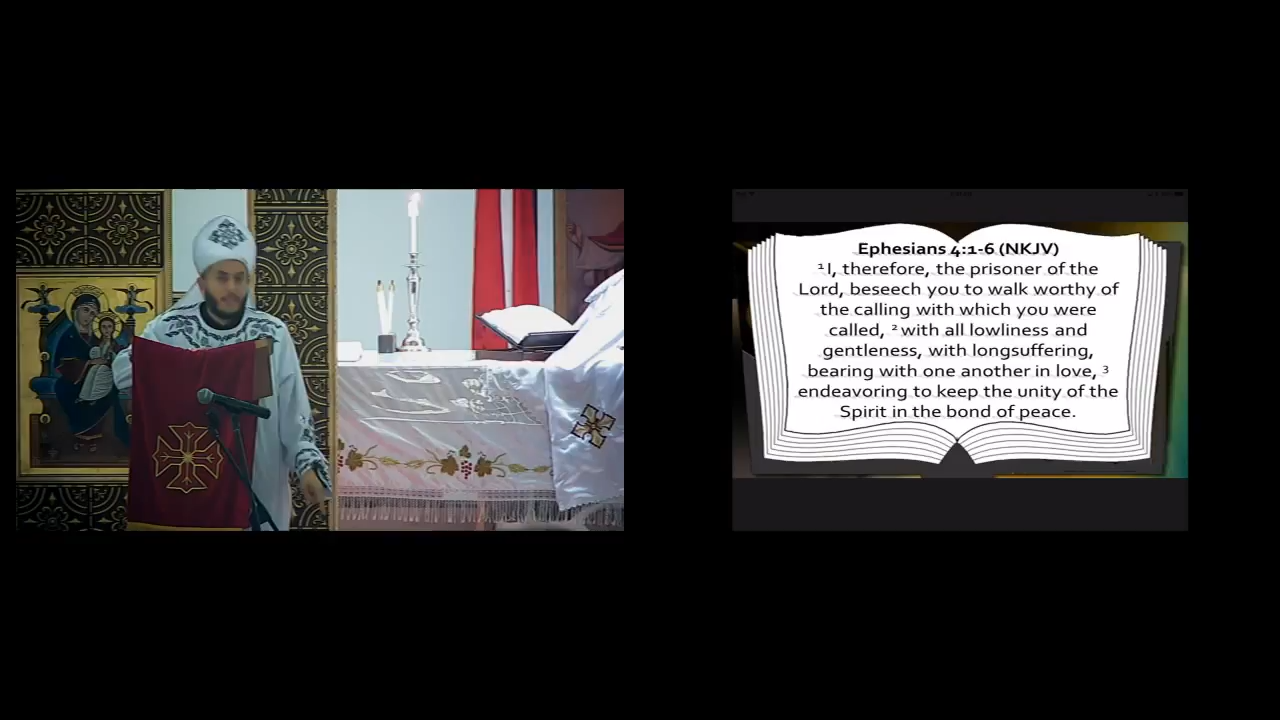 Ephesians 4:1-6 (NKJV)
¹I, therefore, the prisoner of the
Lord, beseech you to walk worthy of
the calling with which you were
called, ² with all lowliness and
gentleness, with longsuffering,
bearing with one another in love, ³
endeavoring to keep the unity of the
Spirit in the bond of peace.